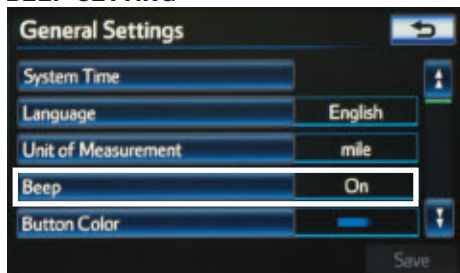 General Settings
System Time
Language English
Unit of Measurement mile
Beep On
Button Color
Save